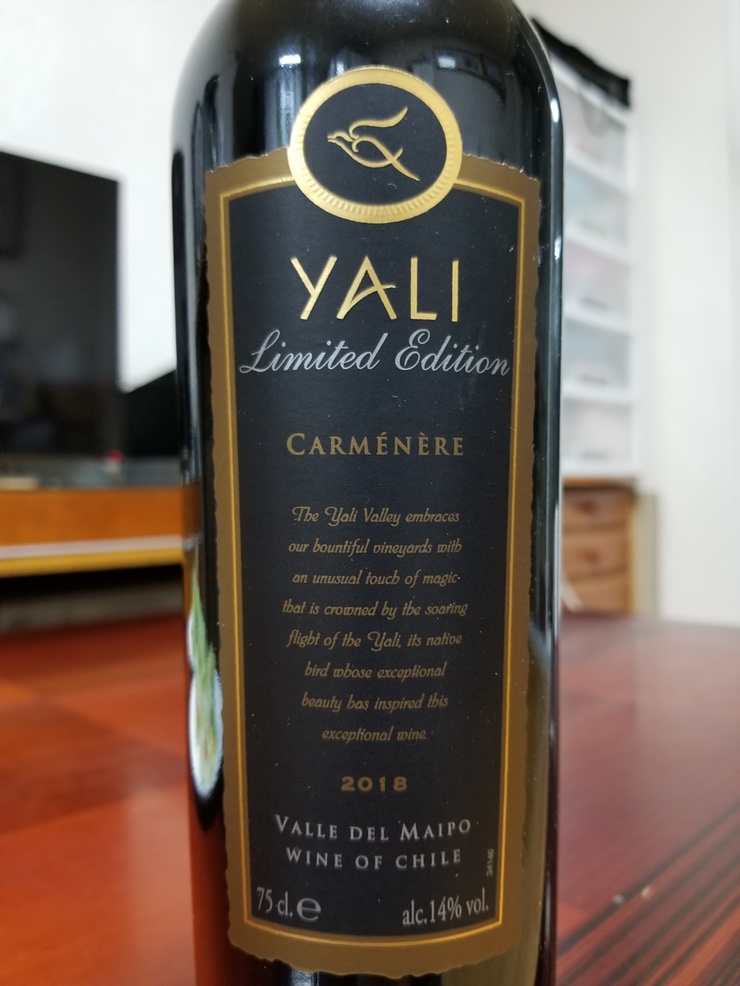 YALI
Limited Edition
CARMÉNÈRE
The Yali Valley embraces
our bountiful vineyards with
an unusual touch of magic
that is crowned by the soaring
flight of the Yali, its native
bird whose exceptional
beauty has inspired this
exceptional wine.
2018
VALLE DEL MAIPO
WINE OF CHILE
75 cl. ℮ alc.14% vol.